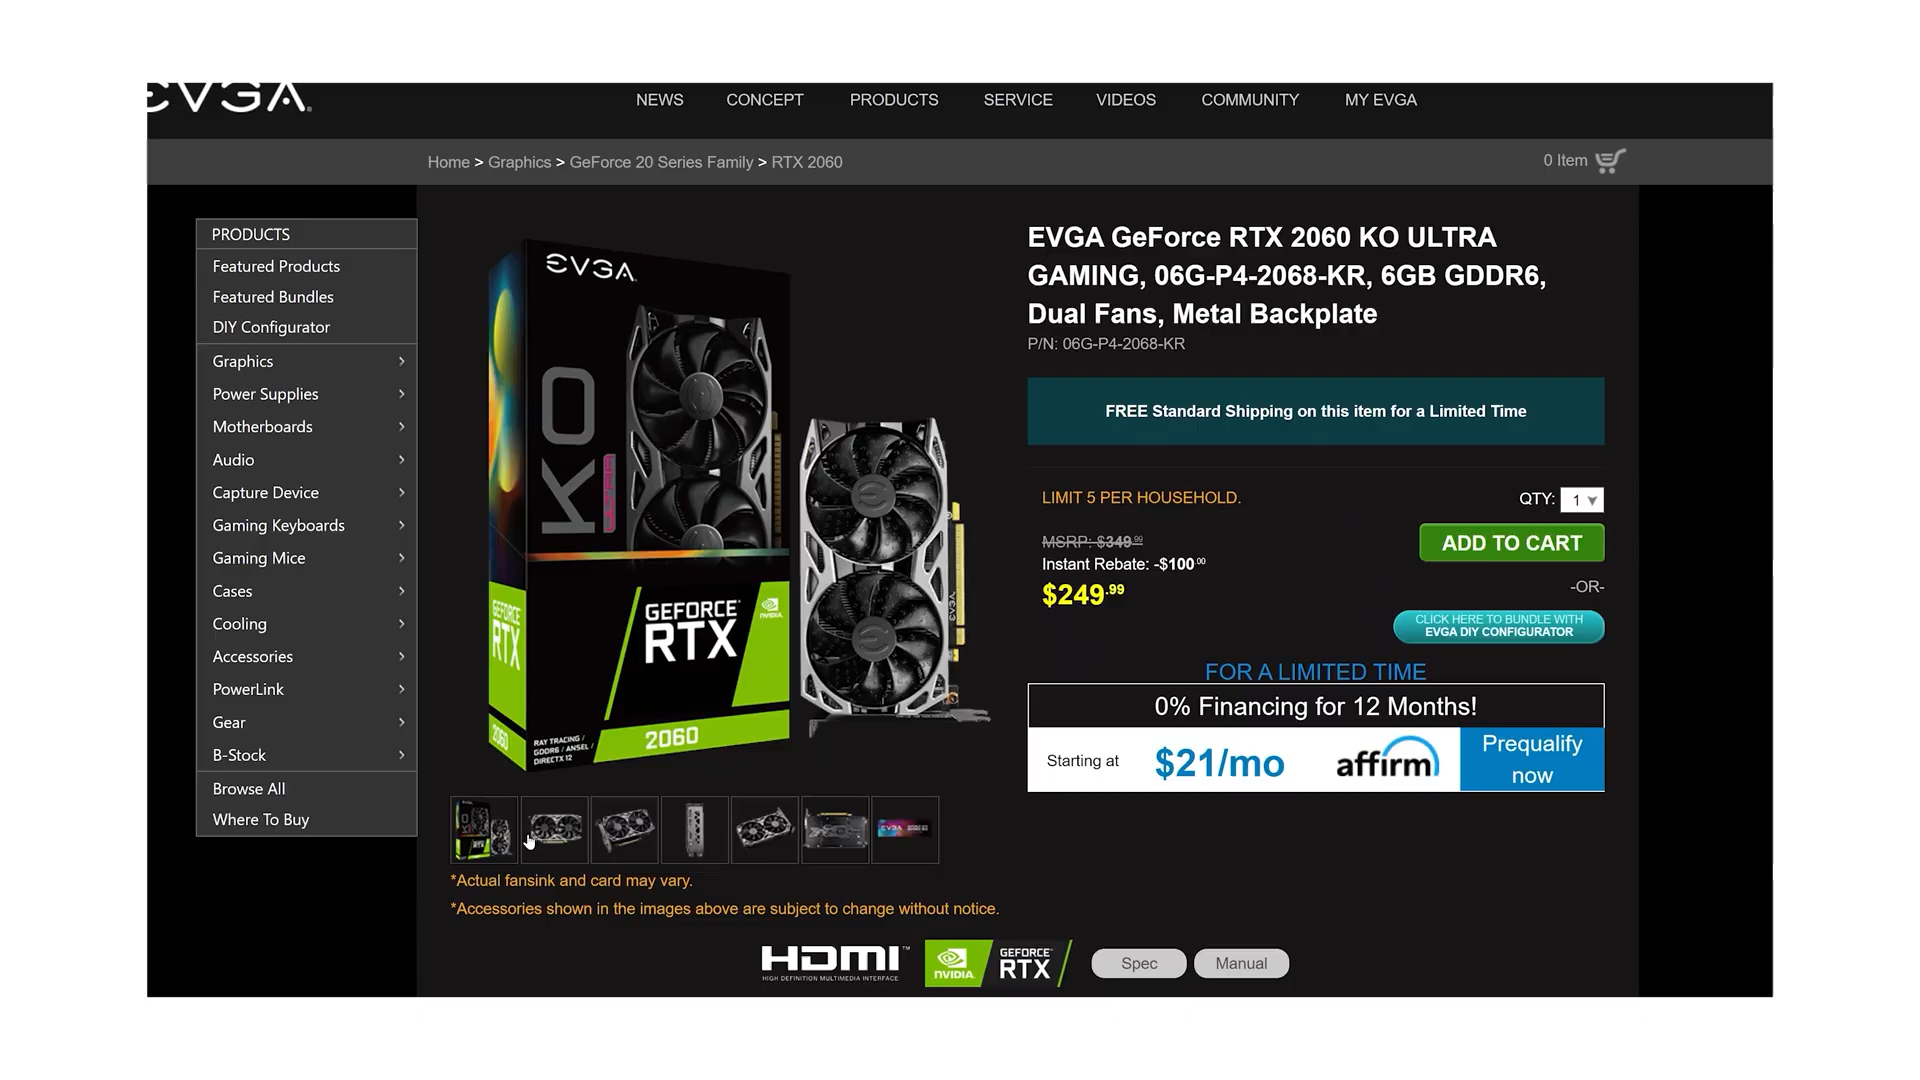 EVGA
NEWS CONCEPT PRODUCTS SERVICE VIDEOS COMMUNITY MY EVGA
Home > Graphics > GeForce 20 Series Family > RTX 2060
0 Item
PRODUCTS
Featured Products
Featured Bundles
DIY Configurator
Graphics
Power Supplies
Motherboards
Audio
Capture Device
Gaming Keyboards
Gaming Mice
Cases
Cooling
Accessories
PowerLink
Gear
B-Stock
Browse All
Where To Buy
EVGA
KO
ULTRA
GEFORCE
RTX
NVIDIA
2060
GEFORCE
RTX
2060
RAY TRACING /
GDDR6 / ANSEL /
DIRECTX 12
EVGA
EVGA GeForce RTX 2060 KO ULTRA
GAMING, 06G-P4-2068-KR, 6GB GDDR6,
Dual Fans, Metal Backplate
P/N: 06G-P4-2068-KR
FREE Standard Shipping on this item for a Limited Time
LIMIT 5 PER HOUSEHOLD.
QTY: 1
MSRP: $349.99
Instant Rebate: -$100.00
$249.99
ADD TO CART
-OR-
CLICK HERE TO BUNDLE WITH
EVGA DIY CONFIGURATOR
FOR A LIMITED TIME
0% Financing for 12 Months!
Starting at $21/mo affirm
Prequalify
now
*Actual fansink and card may vary.
*Accessories shown in the images above are subject to change without notice.
HDMI™
HIGH DEFINITION MULTIMEDIA INTERFACE
NVIDIA.
GEFORCE
RTX
Spec
Manual